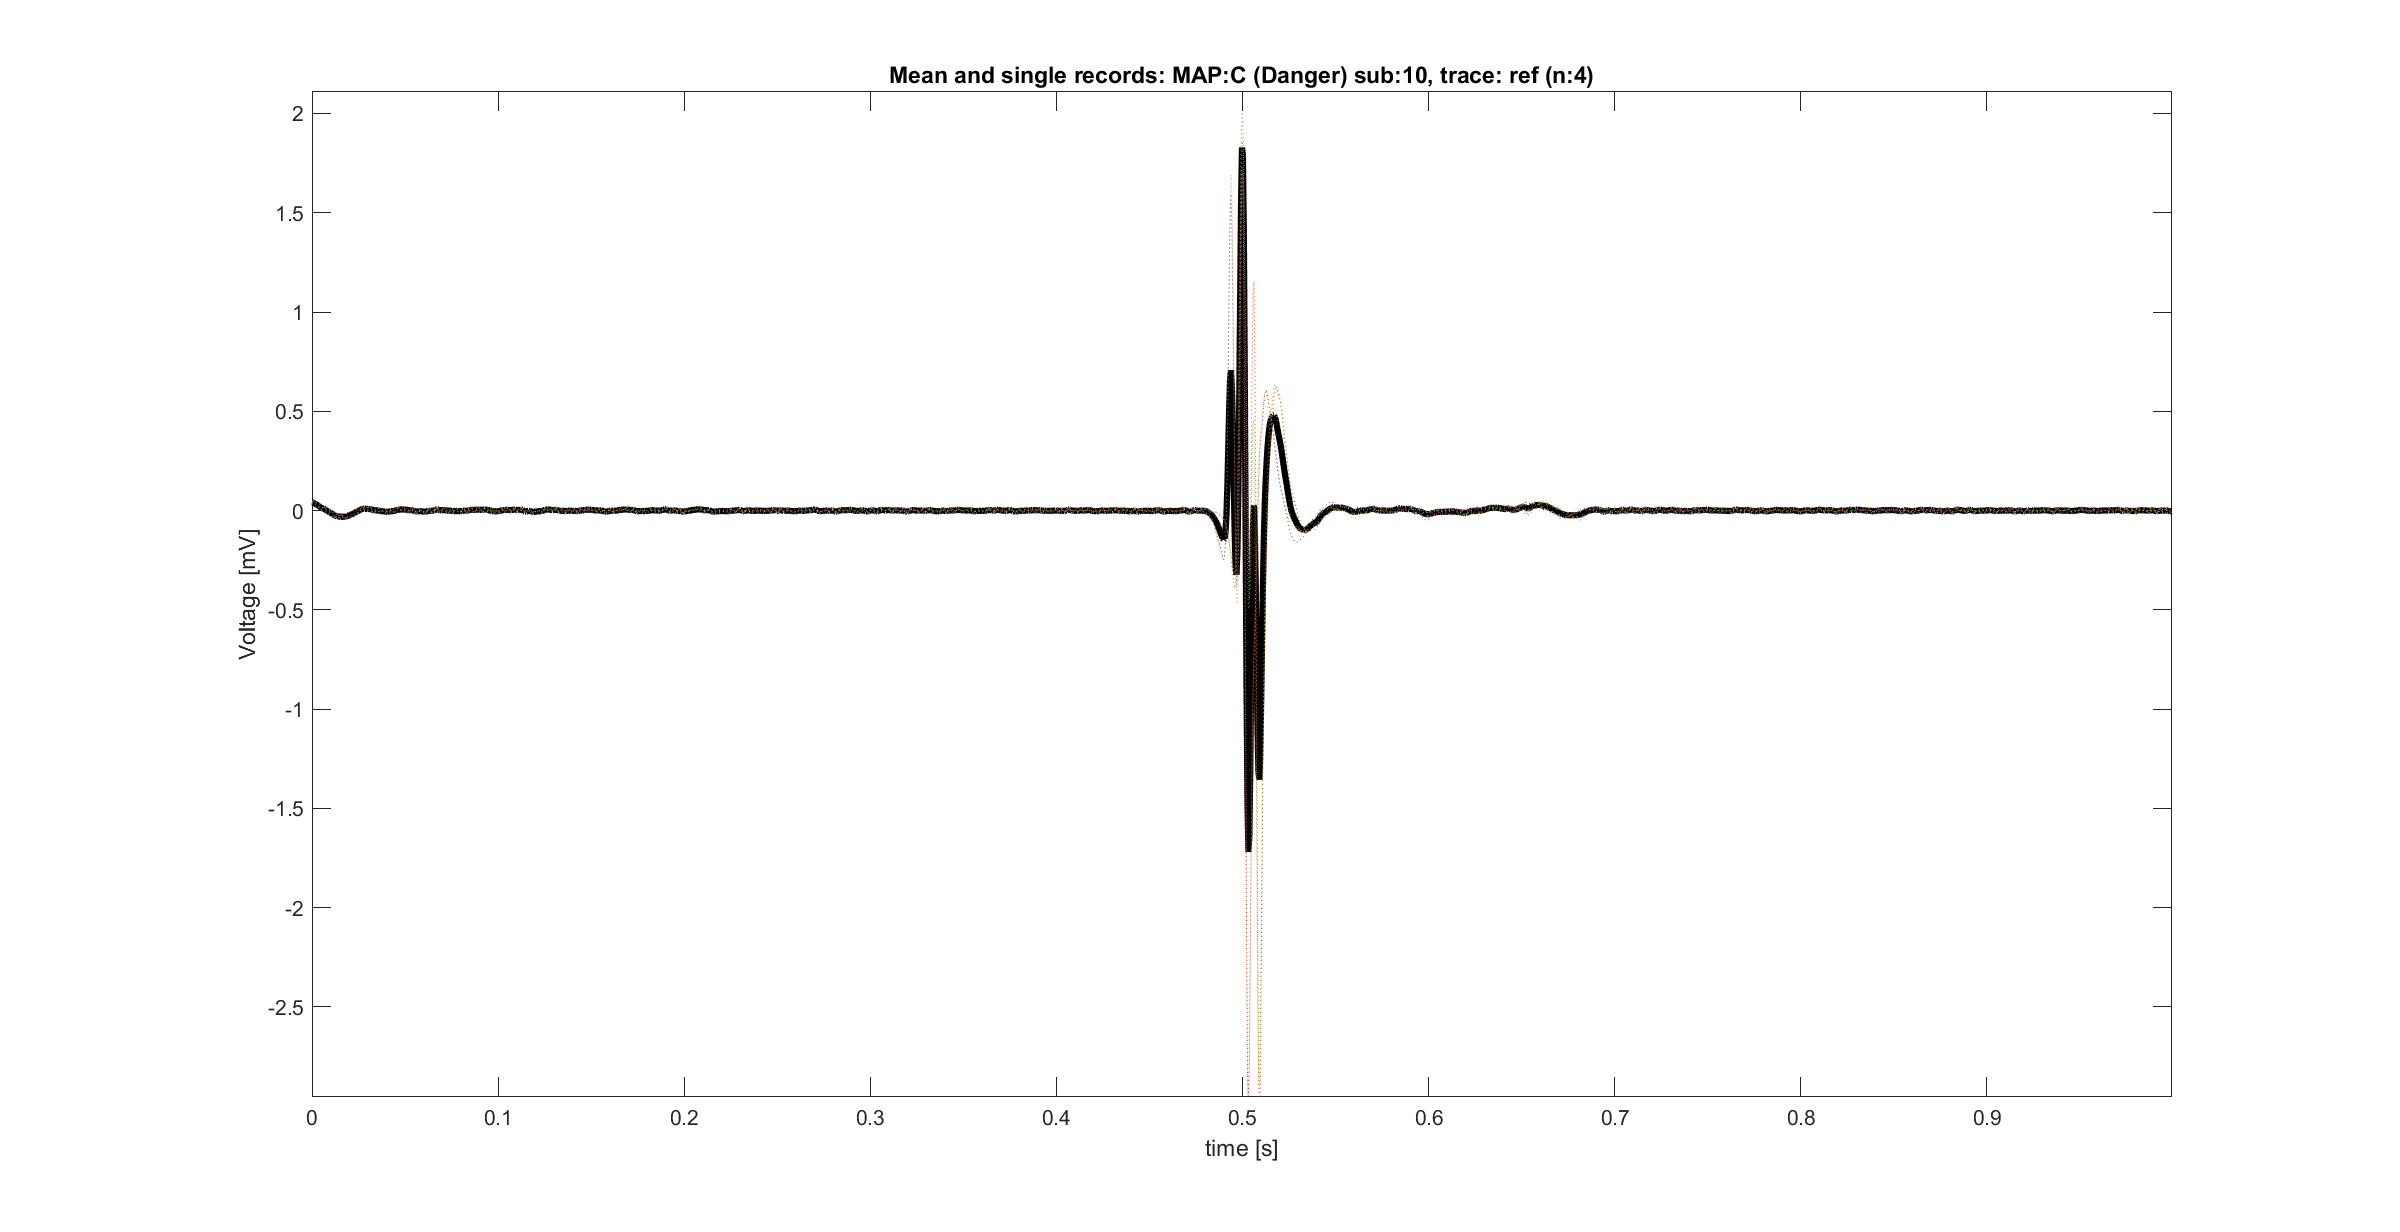 Mean and single records: MAP:C (Danger) sub:10, trace: ref (n:4)
2
1.5
1
0.5
0
-0.5
-1
-1.5
-2
-2.5
Voltage [mV]
0 0.1 0.2 0.3 0.4 0.5 0.6 0.7 0.8 0.9
time [s]